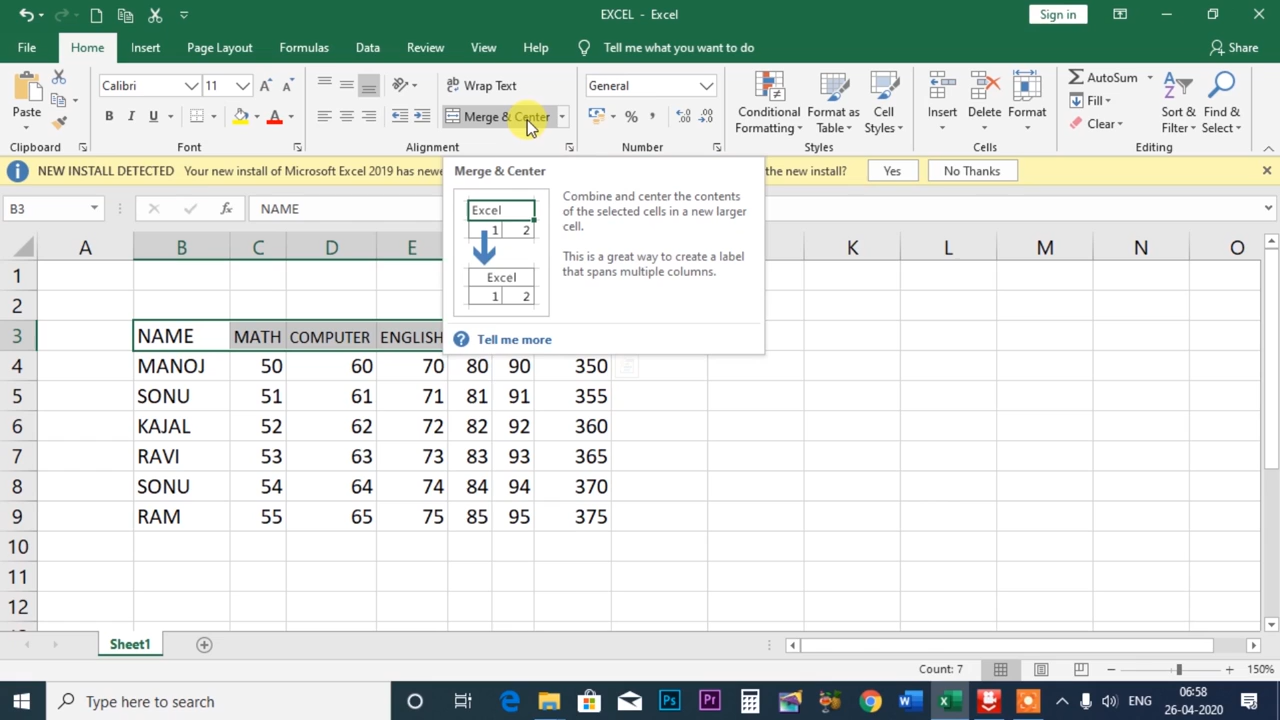 EXCEL - Excel
Sign in
File Home Insert Page Layout Formulas Data Review View Help Tell me what you want to do Share
Paste
Calibri 11
B I U
Wrap Text
Merge & Center
General
Conditional Formatting
Format as Table
Cell Styles
Insert Delete Format
AutoSum
Fill
Clear
Sort & Filter
Find & Select
Clipboard Font Alignment Number Styles Cells Editing
NEW INSTALL DETECTED Your new install of Microsoft Excel 2019 has newe the new install? Yes No Thanks
Merge & Center
Excel
1 2
Excel
1 2
Combine and center the contents
of the selected cells in a new larger
cell.
This is a great way to create a label
that spans multiple columns.
Tell me more
B3 fx NAME
A B C D E K L M N O
1
2
3 NAME MATH COMPUTER ENGLISH
4 MANOJ 50 60 70 80 90 350
5 SONU 51 61 71 81 91 355
6 KAJAL 52 62 72 82 92 360
7 RAVI 53 63 73 83 93 365
8 SONU 54 64 74 84 94 370
9 RAM 55 65 75 85 95 375
10
11
12
Sheet1
Count: 7 150%
Type here to search
Ps Pr
ENG
06:58
26-04-2020